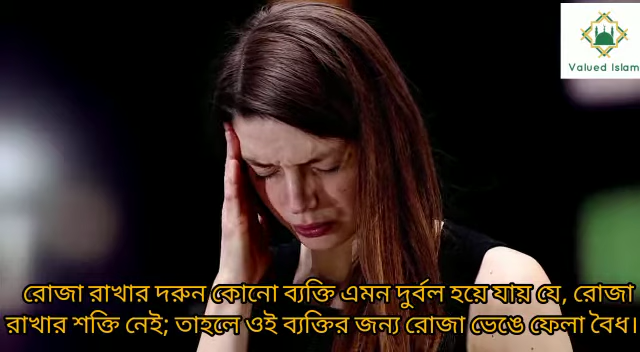 Valued Islam
রোজা রাখার দরুন কোনো ব্যক্তি এমন দুর্বল হয়ে যায় যে, রোজা
রাখার শক্তি নেই; তাহলে ওই ব্যক্তির জন্য রোজা ভেঙে ফেলা বৈধ।